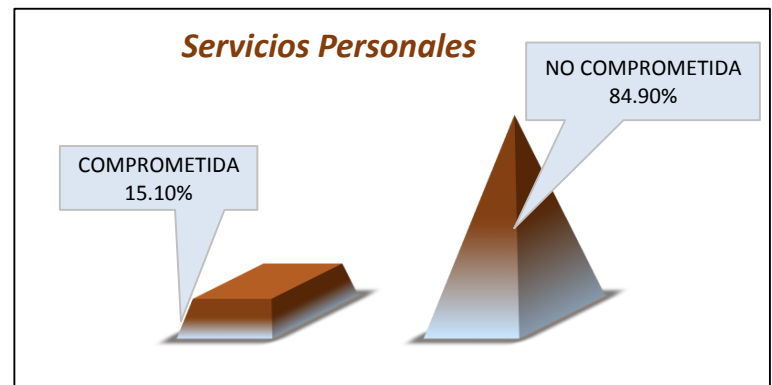 Servicios Personales
NO COMPROMETIDA
84.90%
COMPROMETIDA
15.10%